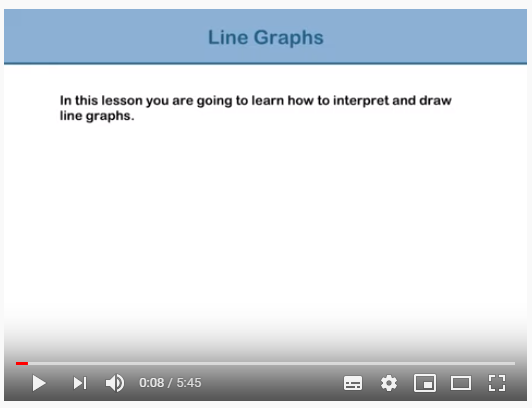 Line Graphs
In this lesson you are going to learn how to interpret and draw
line graphs.
0:08 / 5:45